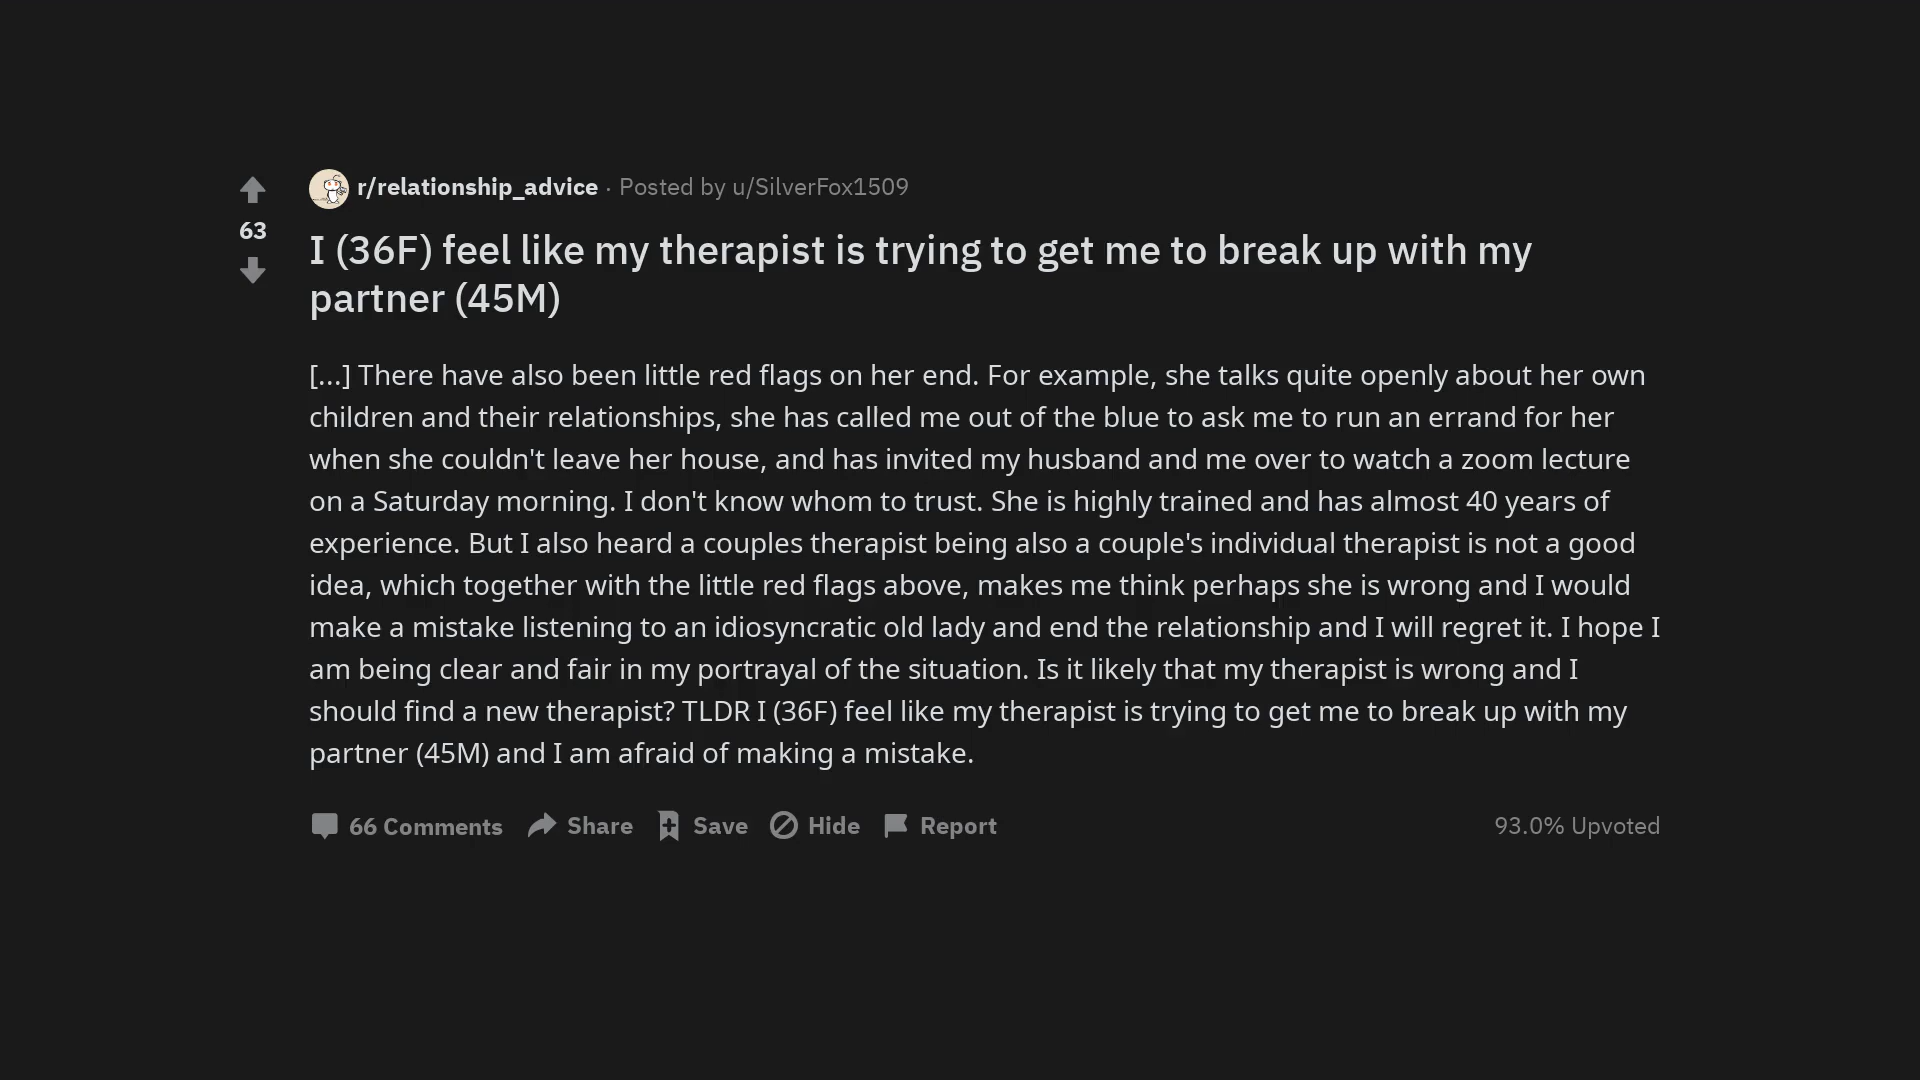 r/relationship_advice · Posted by u/SilverFox1509
63
I (36F) feel like my therapist is trying to get me to break up with my
partner (45M)
[...] There have also been little red flags on her end. For example, she talks quite openly about her own
children and their relationships, she has called me out of the blue to ask me to run an errand for her
when she couldn't leave her house, and has invited my husband and me over to watch a zoom lecture
on a Saturday morning. I don't know whom to trust. She is highly trained and has almost 40 years of
experience. But I also heard a couples therapist being also a couple's individual therapist is not a good
idea, which together with the little red flags above, makes me think perhaps she is wrong and I would
make a mistake listening to an idiosyncratic old lady and end the relationship and I will regret it. I hope I
am being clear and fair in my portrayal of the situation. Is it likely that my therapist is wrong and I
should find a new therapist? TLDR I (36F) feel like my therapist is trying to get me to break up with my
partner (45M) and I am afraid of making a mistake.
66 Comments Share Save Hide Report 93.0% Upvoted